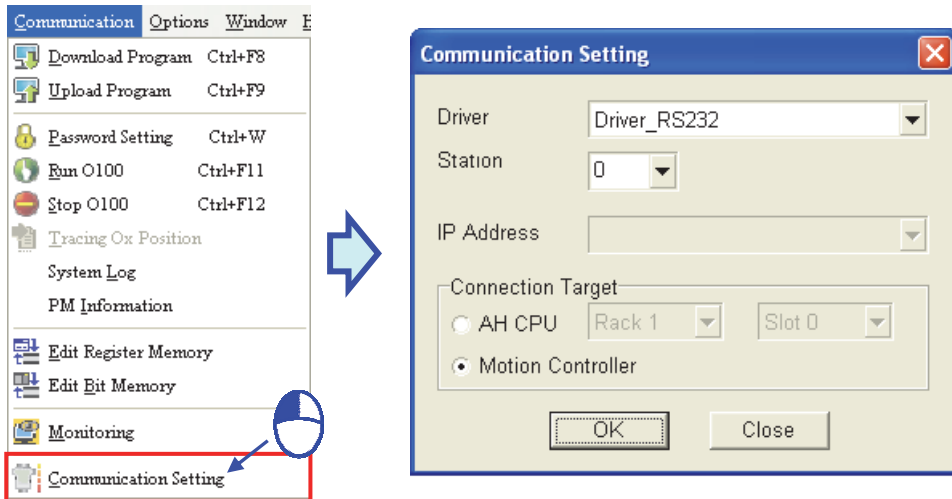 Communication Options Window
Download Program Ctrl+F8
Upload Program Ctrl+F9
Password Setting Ctrl+W
Run O100 Ctrl+F11
Stop O100 Ctrl+F12
Tracing Ox Position
System Log
PM Information
Edit Register Memory
Edit Bit Memory
Monitoring
Communication Setting
Communication Setting
Driver Driver_RS232
Station 0
IP Address
Connection Target
AH CPU Rack 1 Slot 0
Motion Controller
OK Close